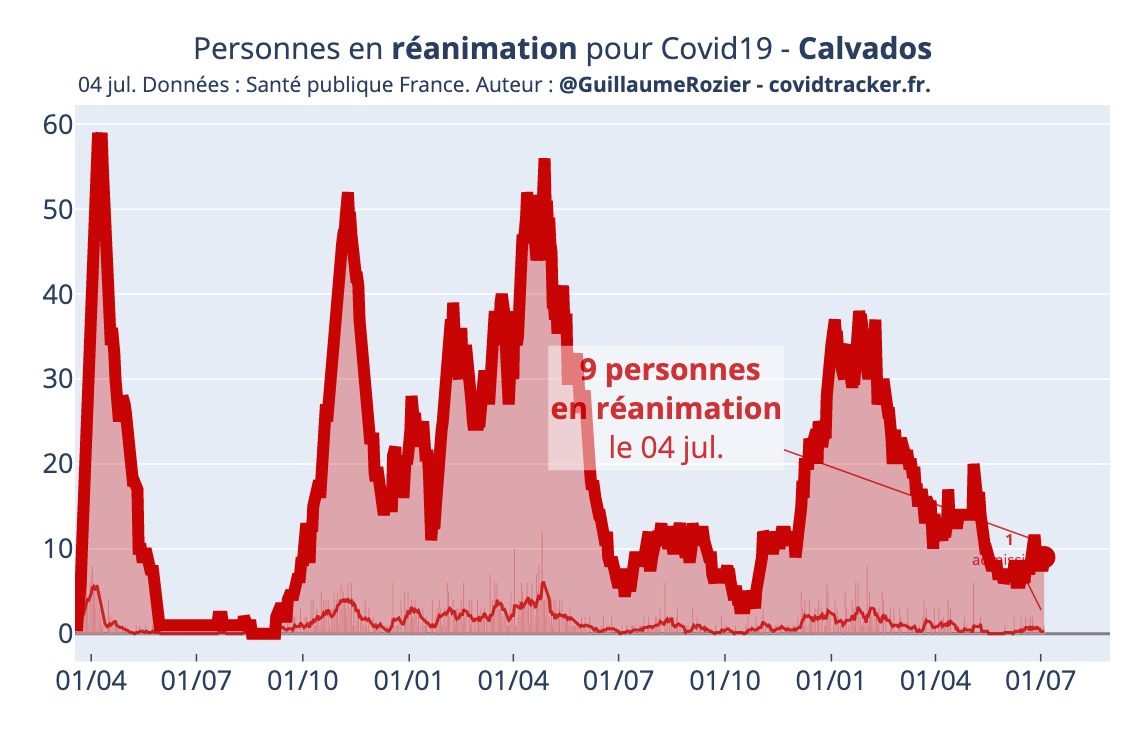 Personnes en réanimation pour Covid19 - Calvados
04 jul. Données : Santé publique France. Auteur : @GuillaumeRozier - covidtracker.fr.
60
50
40
30
20
10
0
9 personnes
en réanimation
le 04 jul.
1
01/04 01/07 01/10 01/01 01/04 01/07 01/10 01/01 01/04 01/07